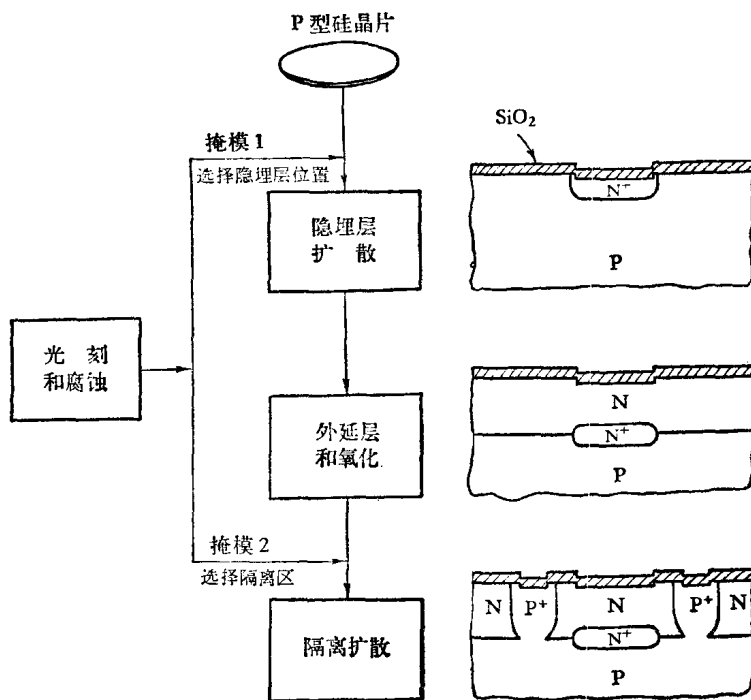 P 型硅晶片
掩模 1
选择隐埋层位置
隐埋层
扩 散
光 刻
和腐蚀
外延层
和氧化
掩模 2
选择隔离区
隔离扩散
SiO₂
N⁺
P
N
N⁺
P
N P⁺ N P⁺ N
N⁺
P